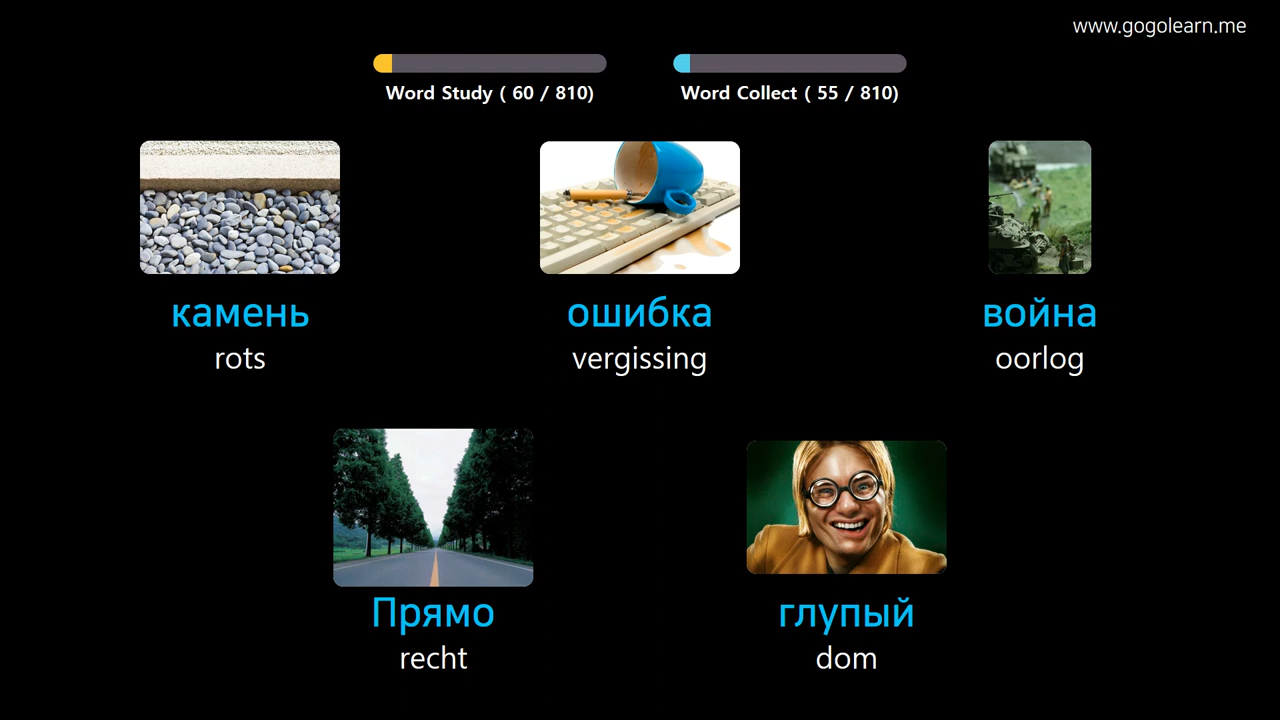 www.gogolearn.me
Word Study ( 60 / 810)
Word Collect ( 55 / 810)
камень
rots
ошибка
vergissing
война
oorlog
Прямо
recht
глупый
dom